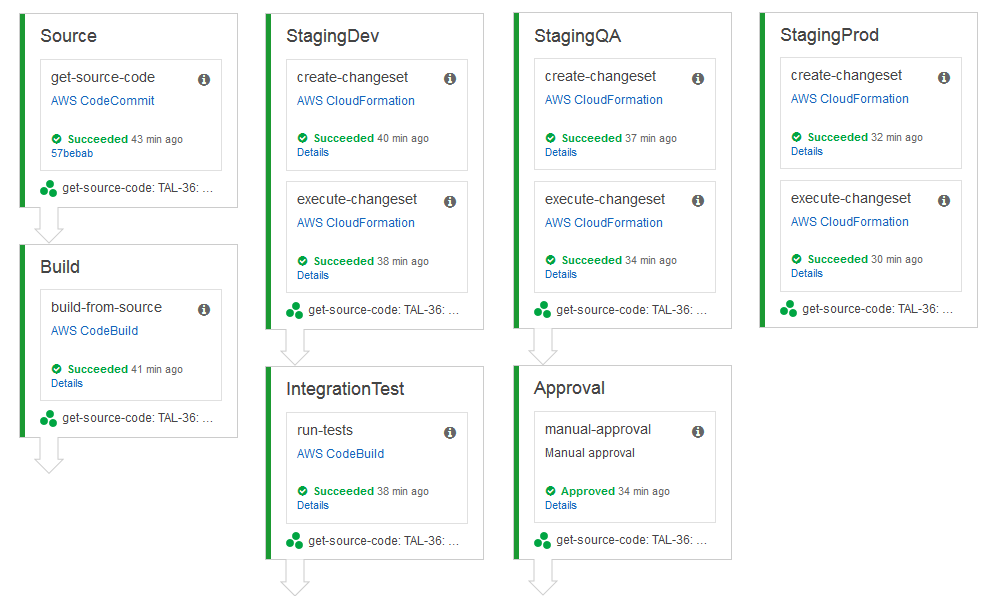 Source
get-source-code
AWS CodeCommit
Succeeded 43 min ago
57bebab
get-source-code: TAL-36: ...
Build
build-from-source
AWS CodeBuild
Succeeded 41 min ago
Details
get-source-code: TAL-36: ...
StagingDev
create-changeset
AWS CloudFormation
Succeeded 40 min ago
Details
execute-changeset
AWS CloudFormation
Succeeded 38 min ago
Details
get-source-code: TAL-36: ...
IntegrationTest
run-tests
AWS CodeBuild
Succeeded 38 min ago
Details
get-source-code: TAL-36: ...
StagingQA
create-changeset
AWS CloudFormation
Succeeded 37 min ago
Details
execute-changeset
AWS CloudFormation
Succeeded 34 min ago
Details
get-source-code: TAL-36: ...
Approval
manual-approval
Manual approval
Approved 34 min ago
Details
get-source-code: TAL-36: ...
StagingProd
create-changeset
AWS CloudFormation
Succeeded 32 min ago
Details
execute-changeset
AWS CloudFormation
Succeeded 30 min ago
Details
get-source-code: TAL-36: ...